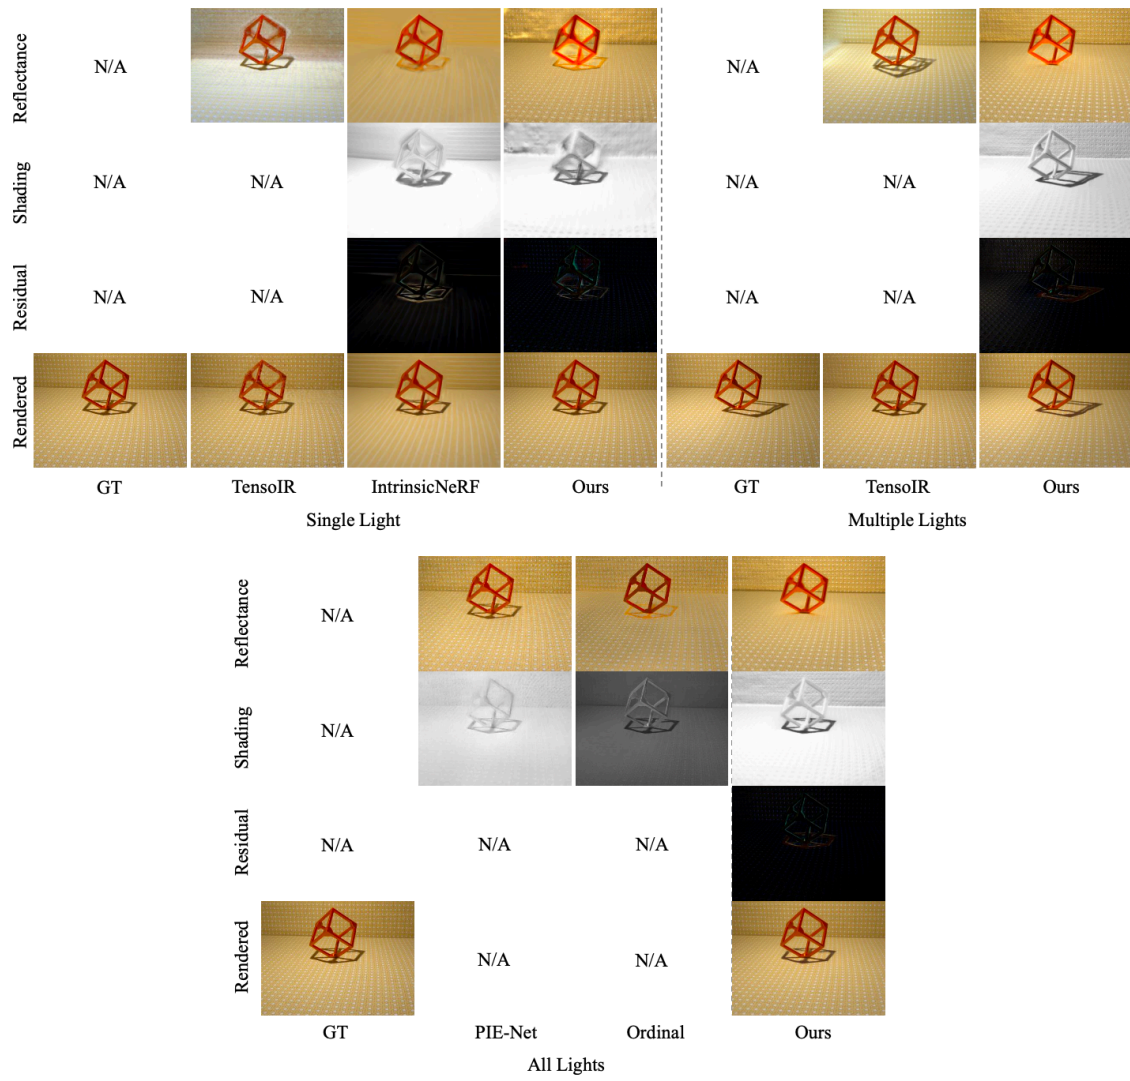 Reflectance
N/A
N/A
Shading
N/A
N/A
N/A
N/A
Residual
N/A
N/A
N/A
N/A
Rendered
GT
TensoIR
IntrinsicNeRF
Ours
GT
TensoIR
Ours
Single Light
Multiple Lights
Reflectance
N/A
Shading
N/A
Residual
N/A
N/A
N/A
Rendered
N/A
N/A
GT
PIE-Net
Ordinal
Ours
All Lights